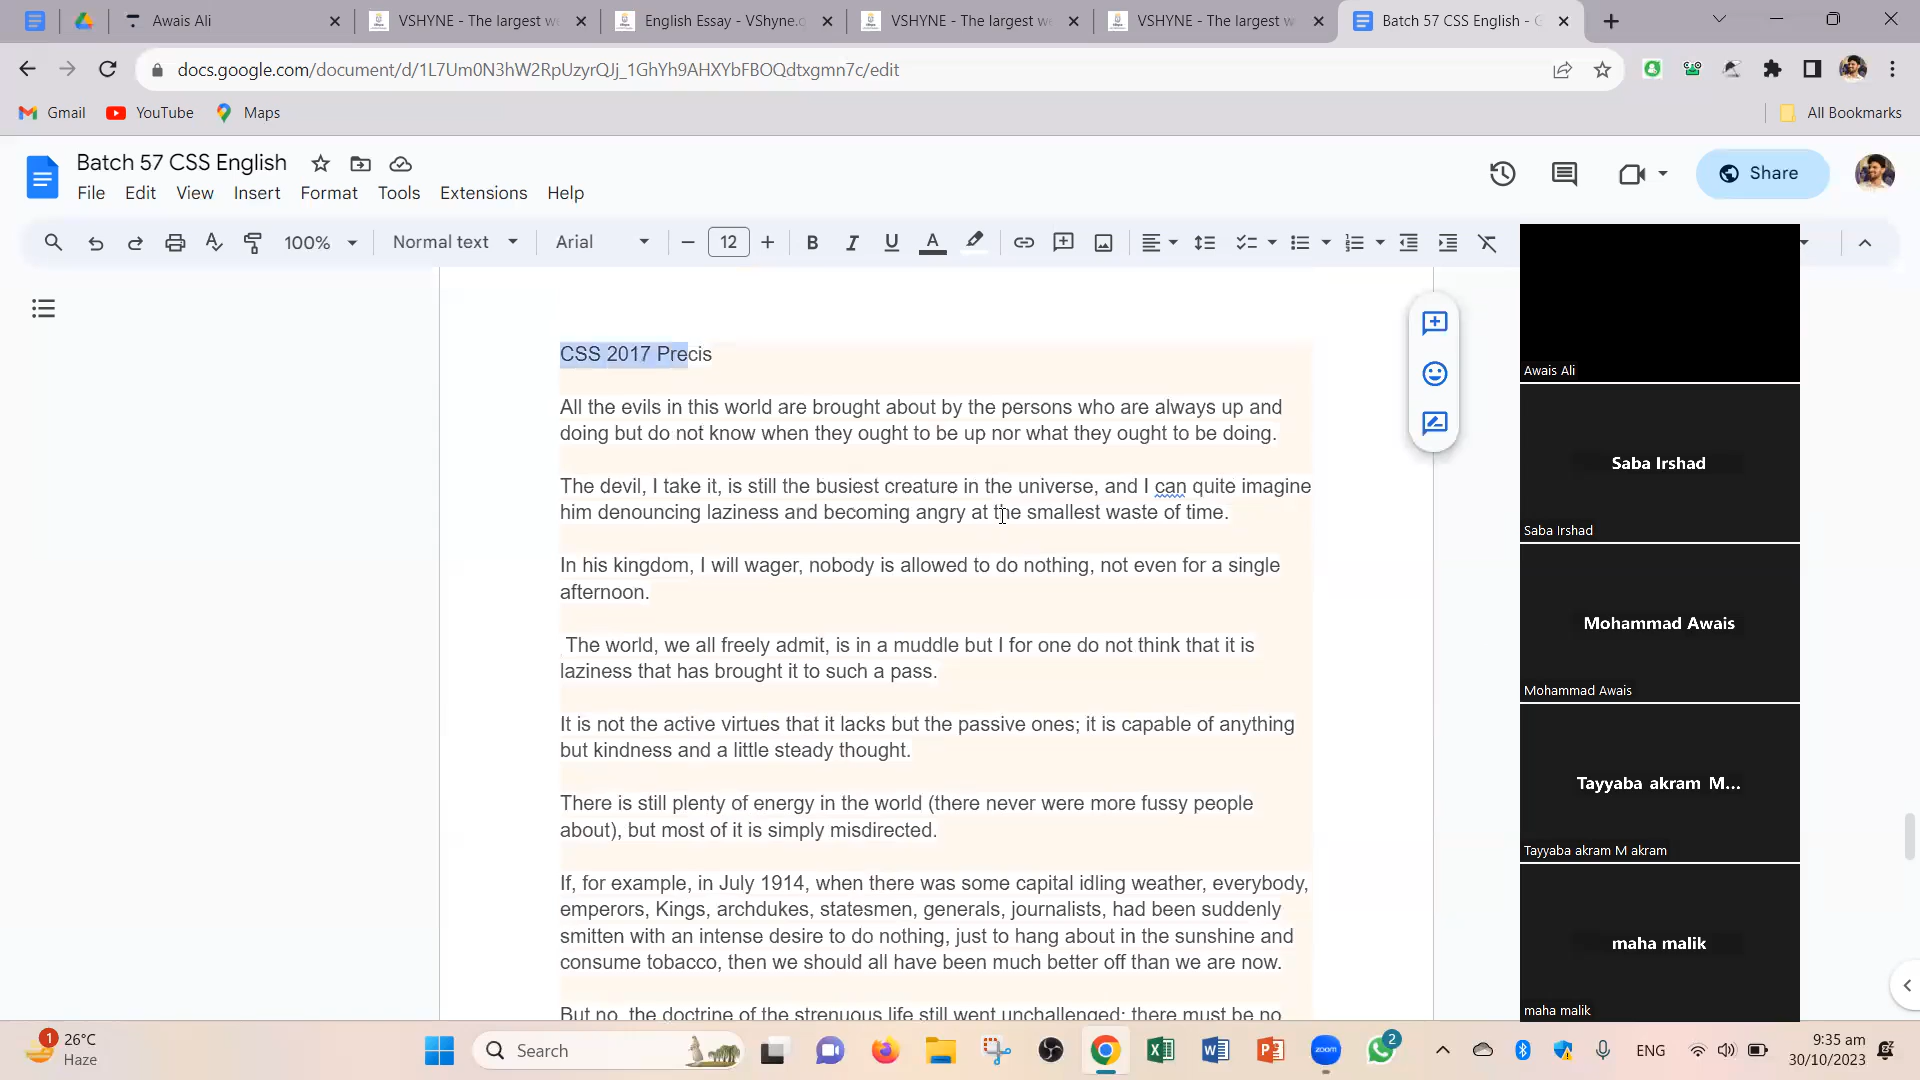 Awais Ali
VSHYNE - The largest w
English Essay - VShyne.
VSHYNE - The largest w
VSHYNE - The largest w
Batch 57 CSS English - G
docs.google.com/document/d/1L7Um0N3hW2RpUzyrQJj_1GhYh9AHXYbFBOQdtxgmn7c/edit
Gmail
YouTube
Maps
All Bookmarks
Batch 57 CSS English
File
Edit
View
Insert
Format
Tools
Extensions
Help
Share
100%
Normal text
Arial
12
CSS 2017 Precis
All the evils in this world are brought about by the persons who are always up and
doing but do not know when they ought to be up nor what they ought to be doing.
The devil, I take it, is still the busiest creature in the universe, and I can quite imagine
him denouncing laziness and becoming angry at the smallest waste of time.
In his kingdom, I will wager, nobody is allowed to do nothing, not even for a single
afternoon.
The world, we all freely admit, is in a muddle but I for one do not think that it is
laziness that has brought it to such a pass.
It is not the active virtues that it lacks but the passive ones; it is capable of anything
but kindness and a little steady thought.
There is still plenty of energy in the world (there never were more fussy people
about), but most of it is simply misdirected.
If, for example, in July 1914, when there was some capital idling weather, everybody,
emperors, Kings, archdukes, statesmen, generals, journalists, had been suddenly
smitten with an intense desire to do nothing, just to hang about in the sunshine and
consume tobacco, then we should all have been much better off than we are now.
But no, the doctrine of the strenuous life still went unchallenged; there must be no
Awais Ali
Saba Irshad
Saba Irshad
Mohammad Awais
Mohammad Awais
Tayyaba akram M...
Tayyaba akram M akram
maha malik
maha malik
1
26°C
Haze
Search
zoom
2
ENG
9:35 am
30/10/2023